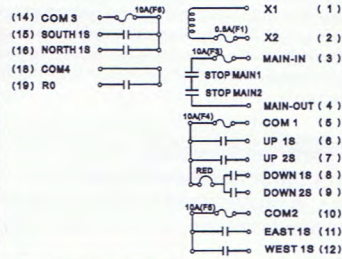 (14) COM 3 10A(F6)
(15) SOUTH 1S
(16) NORTH 1S
(18) COM4
(19) R0
X1 (1)
0.5A(F1)
X2 (2)
10A(F3)
MAIN-IN (3)
STOP MAIN1
STOP MAIN2
MAIN-OUT (4)
10A(F4)
COM 1 (5)
UP 1S (6)
UP 2S (7)
RED
DOWN 1S (8)
DOWN 2S (9)
10A(F5)
COM2 (10)
EAST 1S (11)
WEST 1S (12)